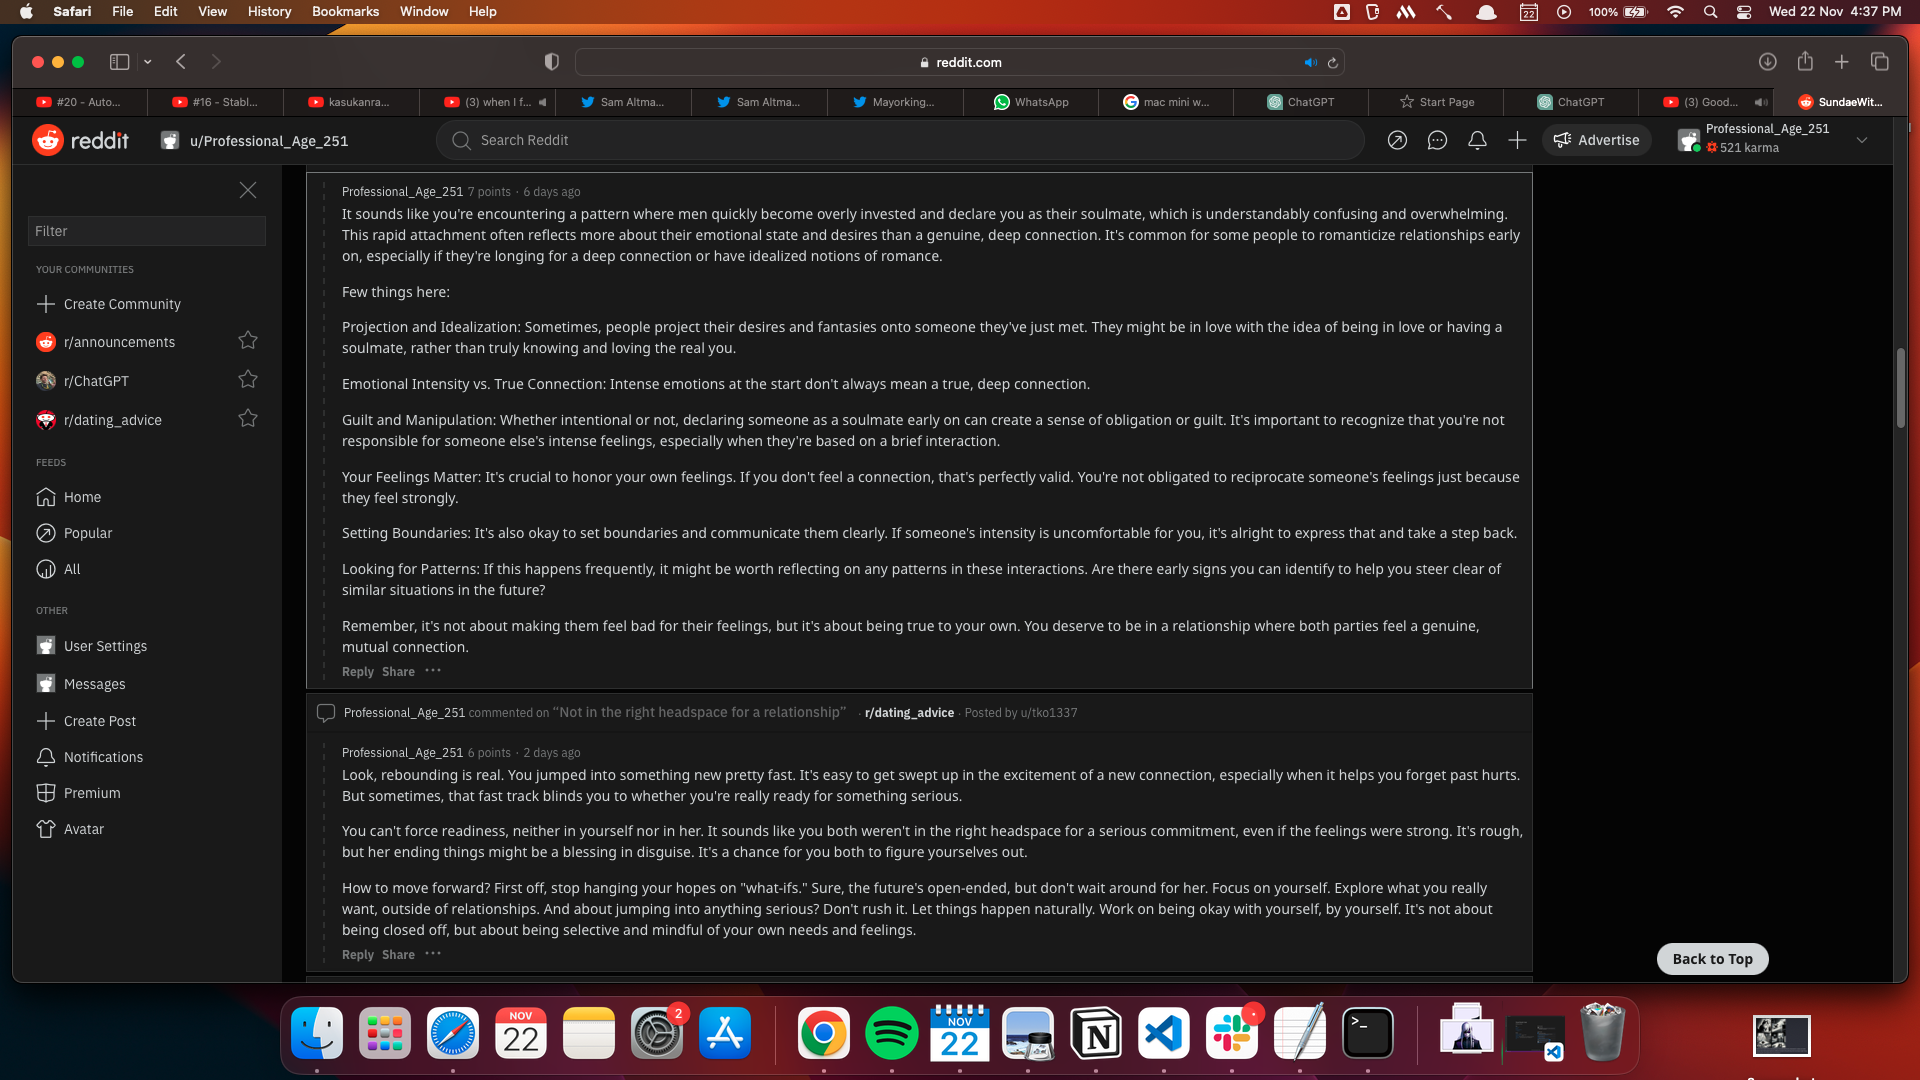 Safari File Edit View History Bookmarks Window Help
22
100%
Wed 22 Nov 4:37 PM
reddit.com
#20 - Auto...
#16 - Stabl...
kasukanra...
(3) when I f...
Sam Altma...
Sam Altma...
Mayorking...
WhatsApp
mac mini w...
ChatGPT
Start Page
ChatGPT
(3) Good...
SundaeWit...
reddit
u/Professional_Age_251
Search Reddit
Advertise
Professional_Age_251
521 karma
Filter
YOUR COMMUNITIES
Create Community
r/announcements
r/ChatGPT
r/dating_advice
FEEDS
Home
Popular
All
OTHER
User Settings
Messages
Create Post
Notifications
Premium
Avatar
Professional_Age_251 7 points · 6 days ago
It sounds like you're encountering a pattern where men quickly become overly invested and declare you as their soulmate, which is understandably confusing and overwhelming.
This rapid attachment often reflects more about their emotional state and desires than a genuine, deep connection. It's common for some people to romanticize relationships early
on, especially if they're longing for a deep connection or have idealized notions of romance.
Few things here:
Projection and Idealization: Sometimes, people project their desires and fantasies onto someone they've just met. They might be in love with the idea of being in love or having a
soulmate, rather than truly knowing and loving the real you.
Emotional Intensity vs. True Connection: Intense emotions at the start don't always mean a true, deep connection.
Guilt and Manipulation: Whether intentional or not, declaring someone as a soulmate early on can create a sense of obligation or guilt. It's important to recognize that you're not
responsible for someone else's intense feelings, especially when they're based on a brief interaction.
Your Feelings Matter: It's crucial to honor your own feelings. If you don't feel a connection, that's perfectly valid. You're not obligated to reciprocate someone's feelings just because
they feel strongly.
Setting Boundaries: It's also okay to set boundaries and communicate them clearly. If someone's intensity is uncomfortable for you, it's alright to express that and take a step back.
Looking for Patterns: If this happens frequently, it might be worth reflecting on any patterns in these interactions. Are there early signs you can identify to help you steer clear of
similar situations in the future?
Remember, it's not about making them feel bad for their feelings, but it's about being true to your own. You deserve to be in a relationship where both parties feel a genuine,
mutual connection.
Reply Share ···
Professional_Age_251 commented on “Not in the right headspace for a relationship” · r/dating_advice · Posted by u/tko1337
Professional_Age_251 6 points · 2 days ago
Look, rebounding is real. You jumped into something new pretty fast. It's easy to get swept up in the excitement of a new connection, especially when it helps you forget past hurts.
But sometimes, that fast track blinds you to whether you're really ready for something serious.
You can't force readiness, neither in yourself nor in her. It sounds like you both weren't in the right headspace for a serious commitment, even if the feelings were strong. It's rough,
but her ending things might be a blessing in disguise. It's a chance for you both to figure yourselves out.
How to move forward? First off, stop hanging your hopes on "what-ifs." Sure, the future's open-ended, but don't wait around for her. Focus on yourself. Explore what you really
want, outside of relationships. And about jumping into anything serious? Don't rush it. Let things happen naturally. Work on being okay with yourself, by yourself. It's not about
being closed off, but about being selective and mindful of your own needs and feelings.
Reply Share ···
Back to Top
NOV
22
2
NOV
22